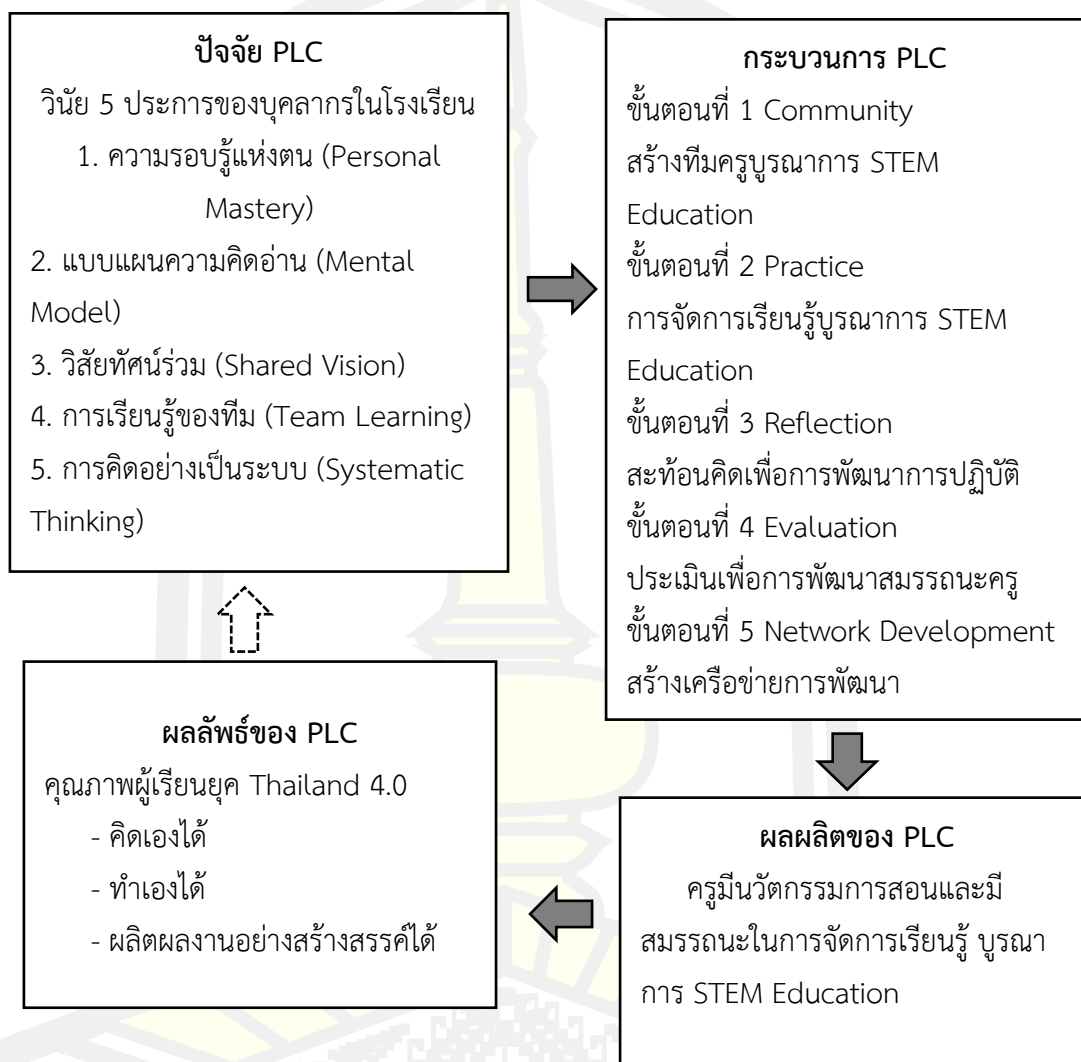 ปัจจัย PLC
วินัย 5 ประการของบุคลากรในโรงเรียน
1. ความรอบรู้แห่งตน (Personal
Mastery)
2. แบบแผนความคิดอ่าน (Mental
Model)
3. วิสัยทัศน์ร่วม (Shared Vision)
4. การเรียนรู้ของทีม (Team Learning)
5. การคิดอย่างเป็นระบบ (Systematic
Thinking)
กระบวนการ PLC
ขั้นตอนที่ 1 Community
สร้างทีมครูบูรณาการ STEM
Education
ขั้นตอนที่ 2 Practice
การจัดการเรียนรู้บูรณาการ STEM
Education
ขั้นตอนที่ 3 Reflection
สะท้อนคิดเพื่อการพัฒนาการปฏิบัติ
ขั้นตอนที่ 4 Evaluation
ประเมินเพื่อการพัฒนาสมรรถนะครู
ขั้นตอนที่ 5 Network Development
สร้างเครือข่ายการพัฒนา
ผลลัพธ์ของ PLC
คุณภาพผู้เรียนยุค Thailand 4.0
- คิดเองได้
- ทำเองได้
- ผลิตผลงานอย่างสร้างสรรค์ได้
ผลผลิตของ PLC
ครูมีนวัตกรรมการสอนและมี
สมรรถนะในการจัดการเรียนรู้ บูรณา
การ STEM Education